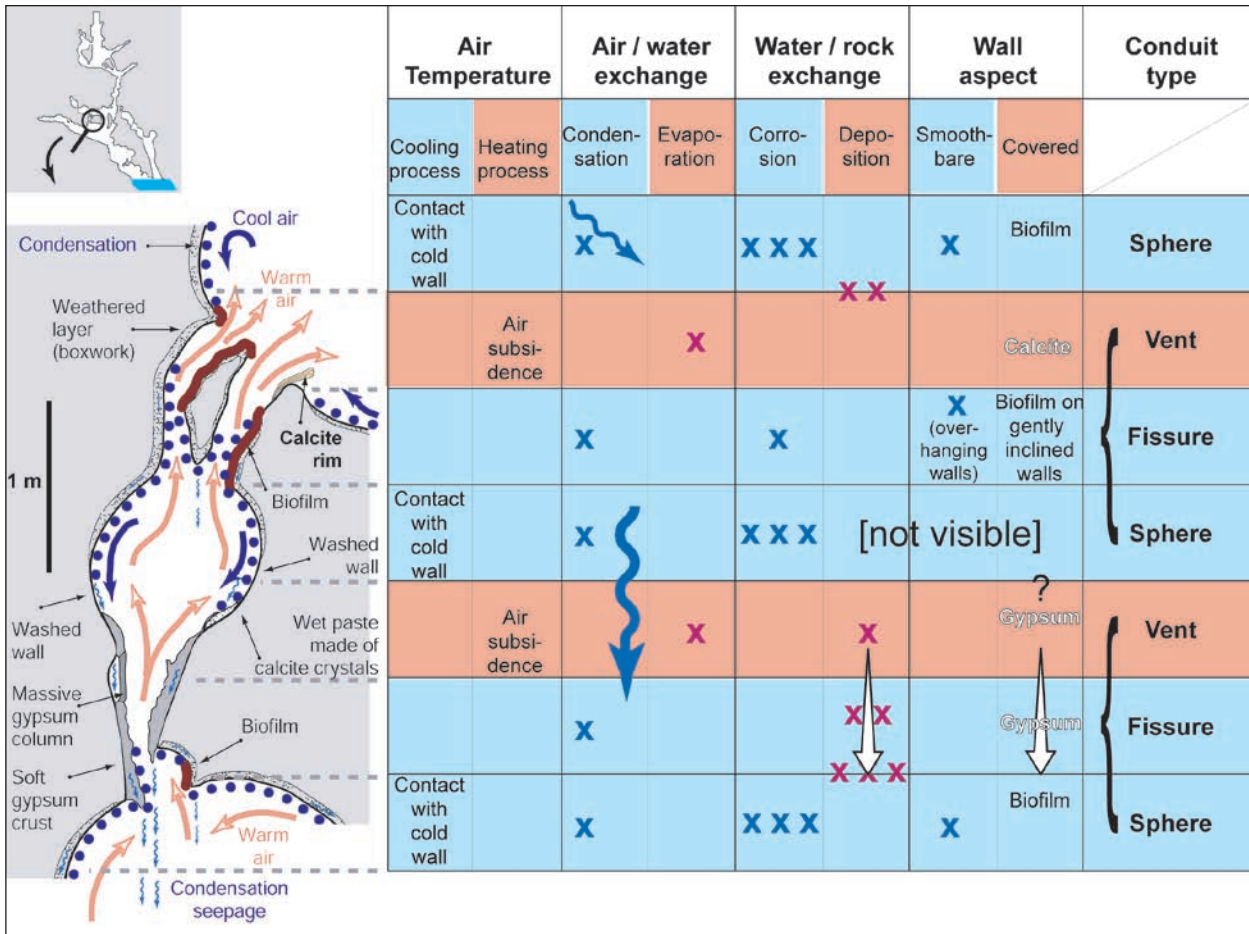 Air
Temperature
Air / water
exchange
Water / rock
exchange
Wall
aspect
Conduit
type
Cooling
process
Heating
process
Conden-
sation
Evapo-
ration
Corro-
sion
Depo-
sition
Smooth-
bare
Covered
Contact
with
cold
wall
X
X X X
X
Biofilm
Sphere
X X
Air
subsi-
dence
X
Calcite
Vent
X
X
X
(over-
hanging
walls)
Biofilm on
gently
inclined
walls
Fissure
Contact
with
cold
wall
X
X X X
[not visible]
Sphere
Air
subsi-
dence
X
X
?
Gypsum
Vent
X
X X
Gypsum
Fissure
X X X
Contact
with
cold
wall
X
X X X
X
Biofilm
Sphere
Cool air
Condensation
Warm
air
Weathered
layer
(boxwork)
Calcite
rim
1 m
Biofilm
Washed
wall
Washed
wall
Wet paste
made of
calcite crystals
Massive
gypsum
column
Biofilm
Soft
gypsum
crust
Warm
air
Condensation
seepage